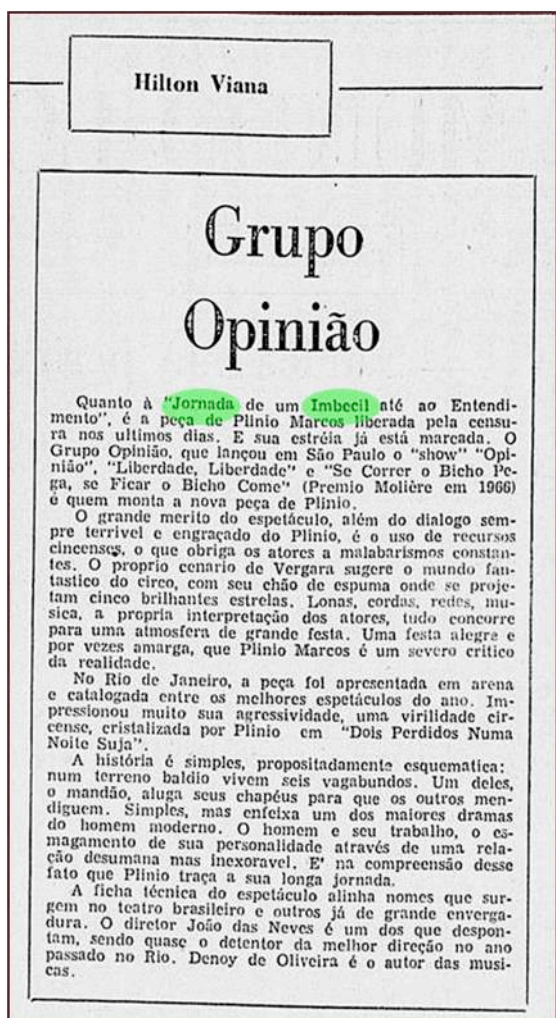 Hilton Viana
Grupo
Opinião
Quanto à "Jornada de um Imbecil até ao Entendi-
mento", é a peça de Plinio Marcos liberada pela censu-
ra nos ultimos dias. E sua estréia já está marcada. O
Grupo Opinião, que lançou em São Paulo o "show" "Opi-
nião", "Liberdade, Liberdade" e "Se Correr o Bicho Pe-
ga, se Ficar o Bicho Come" (Premio Molière em 1966)
é quem monta a nova peça de Plinio.
O grande merito do espetáculo, além do dialogo sem-
pre terrivel e engraçado do Plinio, é o uso de recursos
cincenses, o que obriga os atores a malabarismos constan-
tes. O proprio cenario de Vergara sugere o mundo fan-
tastico do circo, com seu chão de espuma onde se proje-
tam cinco brilhantes estrelas. Lonas, cordas, redes, mu-
sica, a propria interpretação dos atores, tudo concorre
para uma atmosfera de grande festa. Uma festa alegre e
por vezes amarga, que Plinio Marcos é um severo critico
da realidade.
No Rio de Janeiro, a peça foi apresentada em arena
e catalogada entre os melhores espetáculos do ano. Im-
pressionou muito sua agressividade, uma virilidade cir-
cense, cristalizada por Plinio em "Dois Perdidos Numa
Noite Suja".
A história é simples, propositadamente esquematica:
num terreno baldio vivem seis vagabundos. Um deles,
o mandão, aluga seus chapéus para que os outros men-
diguem. Simples, mas enfeixa um dos maiores dramas
do homem moderno. O homem e seu trabalho, o es-
magamento de sua personalidade através de uma rela-
ção desumana mas inexoravel. E' na compreensão desse
fato que Plinio traça a sua longa jornada.
A ficha técnica do espetáculo alinha nomes que sur-
gem no teatro brasileiro e outros já de grande enverga-
dura. O diretor João das Neves é um dos que despon-
tam, sendo quase o detentor da melhor direção no ano
passado no Rio. Denoy de Oliveira é o autor das musi-
cas.